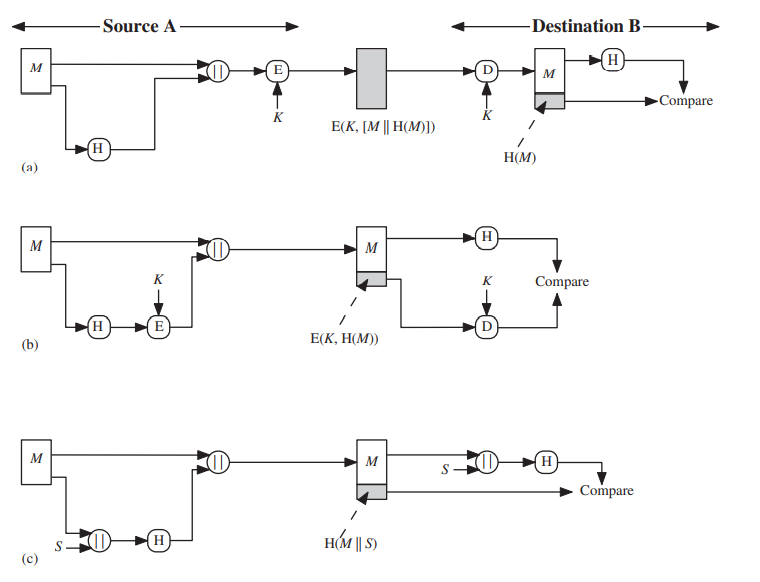 Source A
Destination B
M
||
E
D
M
H
K
K
Compare
E(K, [M || H(M)])
H
H(M)
(a)
M
||
M
H
K
K
Compare
H
E
D
E(K, H(M))
(b)
M
||
M
S
||
H
Compare
S
||
H
H(M || S)
(c)